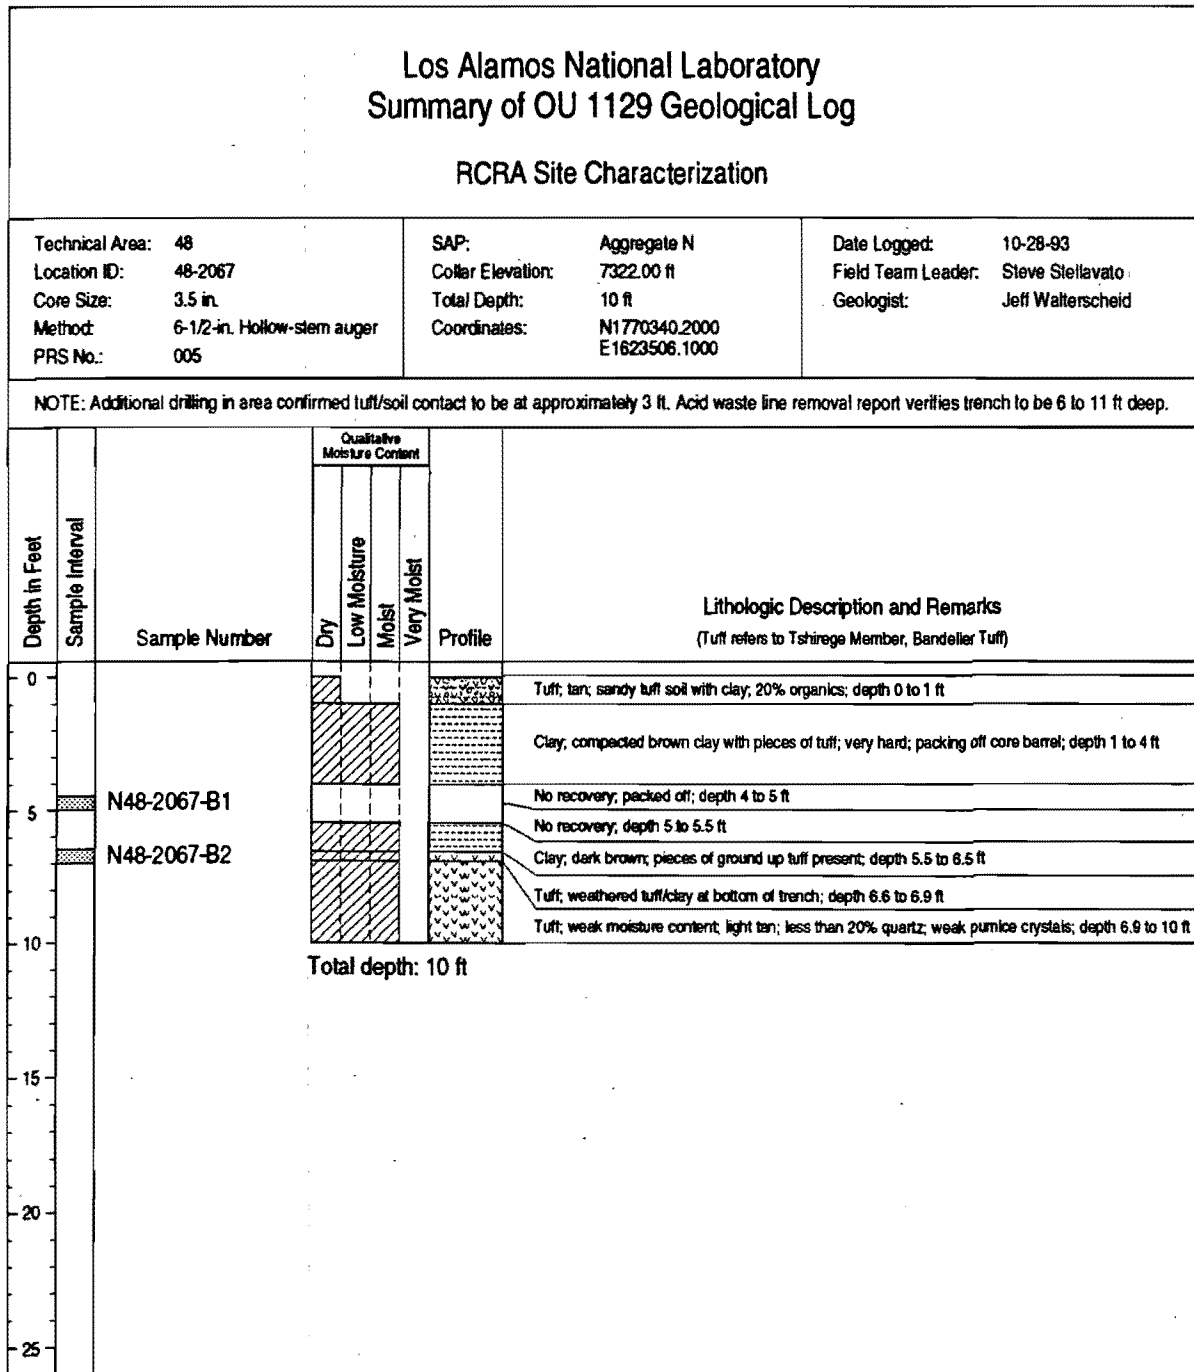 Los Alamos National Laboratory
Summary of OU 1129 Geological Log
RCRA Site Characterization
Technical Area: 48
Location ID: 48-2067
Core Size: 3.5 in.
Method: 6-1/2-in. Hollow-stem auger
PRS No.: 005
SAP: Aggregate N
Collar Elevation: 7322.00 ft
Total Depth: 10 ft
Coordinates: N1770340.2000
E1623506.1000
Date Logged: 10-28-93
Field Team Leader: Steve Stellavato
Geologist: Jeff Walterscheid
NOTE: Additional drilling in area confirmed tuft/soil contact to be at approximately 3 ft. Acid waste line removal report verifies trench to be 6 to 11 ft deep.
Depth in Feet
Sample Interval
Sample Number
Qualitative
Moisture Content
Dry
Low Moisture
Moist
Very Moist
Profile
Lithologic Description and Remarks
(Tuff refers to Tshirege Member, Bandelier Tuff)
0
Tuff; tan; sandy tuff soil with clay; 20% organics; depth 0 to 1 ft
Clay; compacted brown clay with pieces of tuff; very hard; packing off core barrel; depth 1 to 4 ft
N48-2067-B1
No recovery; packed off; depth 4 to 5 ft
5
No recovery; depth 5 to 5.5 ft
N48-2067-B2
Clay; dark brown; pieces of ground up tuff present; depth 5.5 to 6.5 ft
Tuff; weathered tuff/clay at bottom of trench; depth 6.6 to 6.9 ft
Tuff; weak moisture content; light tan; less than 20% quartz; weak pumice crystals; depth 6.9 to 10 ft
10
Total depth: 10 ft
15
20
25